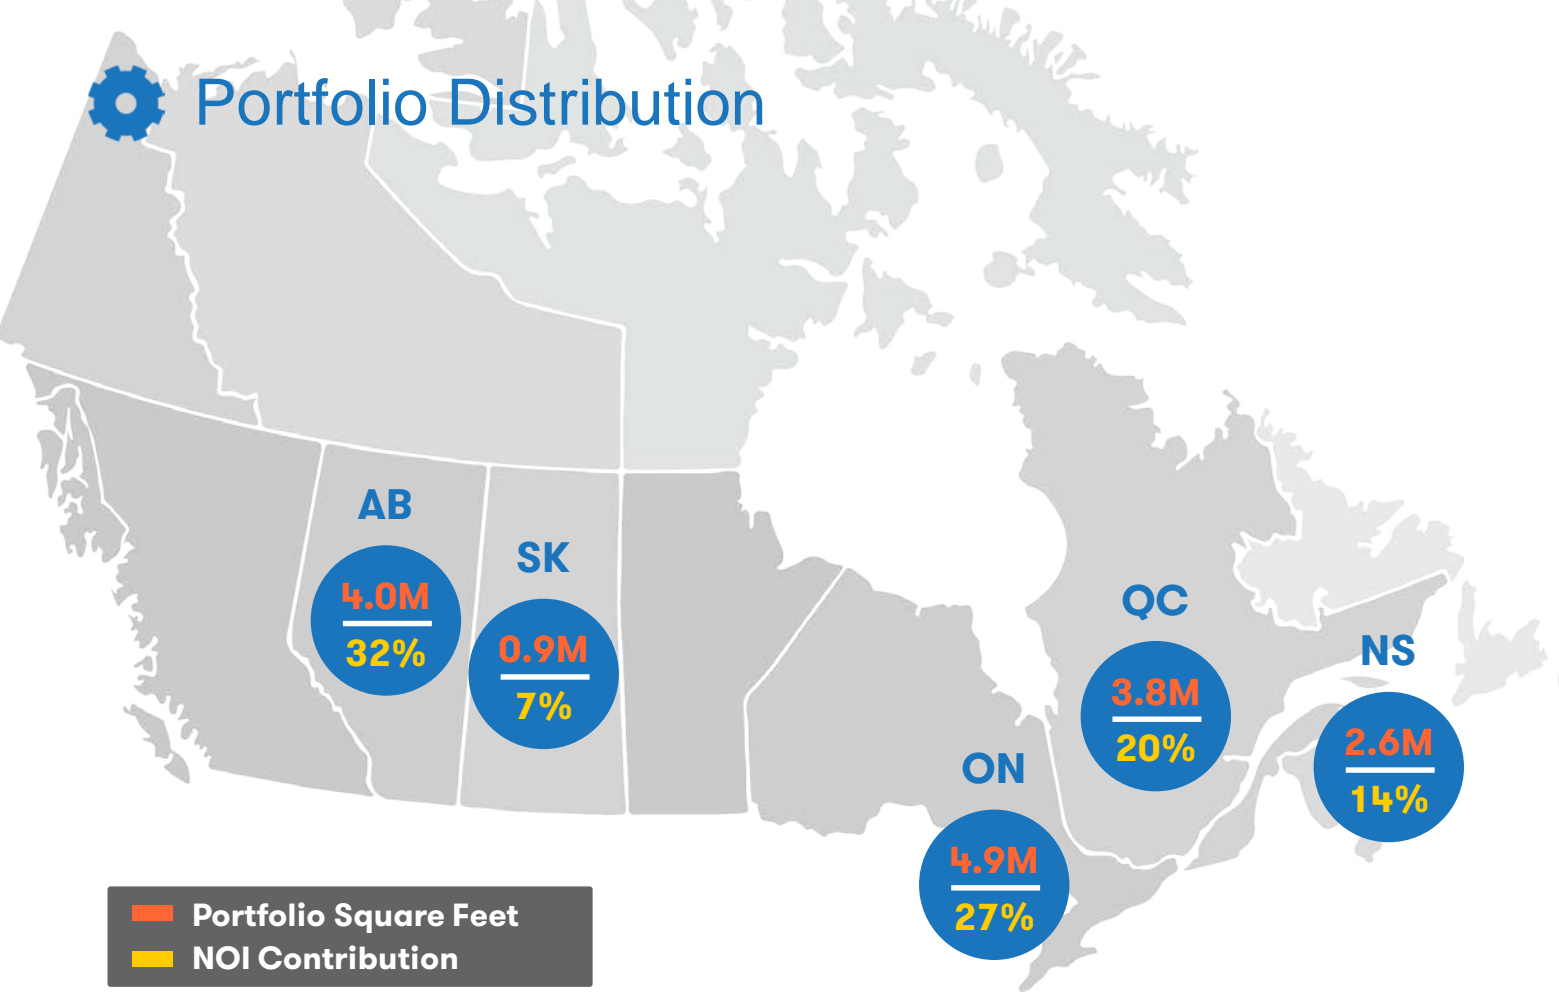 Portfolio Distribution
AB
4.0M
32%
SK
0.9M
7%
QC
3.8M
20%
NS
2.6M
14%
ON
4.9M
27%
Portfolio Square Feet
NOI Contribution